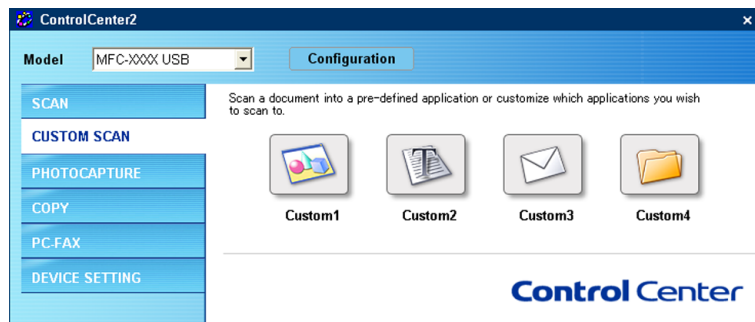 ControlCenter2
Model MFC-XXXX USB Configuration
SCAN
CUSTOM SCAN
PHOTOCAPTURE
COPY
PC-FAX
DEVICE SETTING
Scan a document into a pre-defined application or customize which applications you wish
to scan to.
Custom1 Custom2 Custom3 Custom4
Control Center